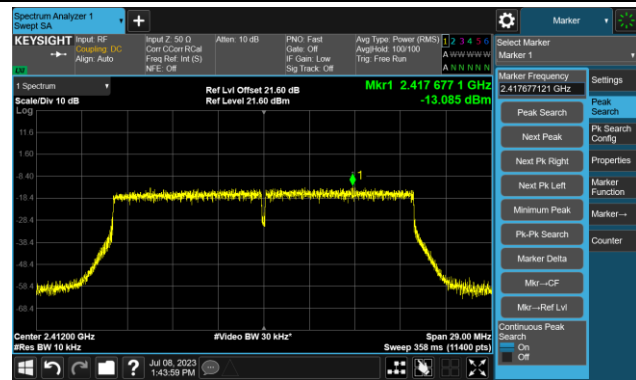 Spectrum Analyzer 1
Swept SA
Marker
KEYSIGHT
Input: RF
Coupling: DC
Align: Auto
Input Z: 50 Ω
Corr CCorr RCal
Freq Ref: Int (S)
NFE: Off
Atten: 10 dB
PNO: Fast
Gate: Off
IF Gain: Low
Sig Track: Off
Avg Type: Power (RMS)
Avg|Hold: 100/100
Trig: Free Run
1 2 3 4 5 6
A W W W W W
A N N N N N
Select Marker
Marker 1
1 Spectrum
Scale/Div 10 dB
Log
Ref Lvl Offset 21.60 dB
Ref Level 21.60 dBm
Mkr1 2.417 677 1 GHz
-13.085 dBm
11.6
1.60
-8.40
-18.4
-28.4
-38.4
-48.4
-58.4
-68.4
1
Center 2.41200 GHz
#Res BW 10 kHz
#Video BW 30 kHz*
Span 29.00 MHz
Sweep 358 ms (11400 pts)
Marker Frequency
2.417677121 GHz
Peak Search
Next Peak
Next Pk Right
Next Pk Left
Minimum Peak
Pk-Pk Search
Marker Delta
Mkr→CF
Mkr→Ref Lvl
Continuous Peak
Search
On
Off
Settings
Peak
Search
Pk Search
Config
Properties
Marker
Function
Marker→
Counter
?
Jul 08, 2023
1:43:59 PM